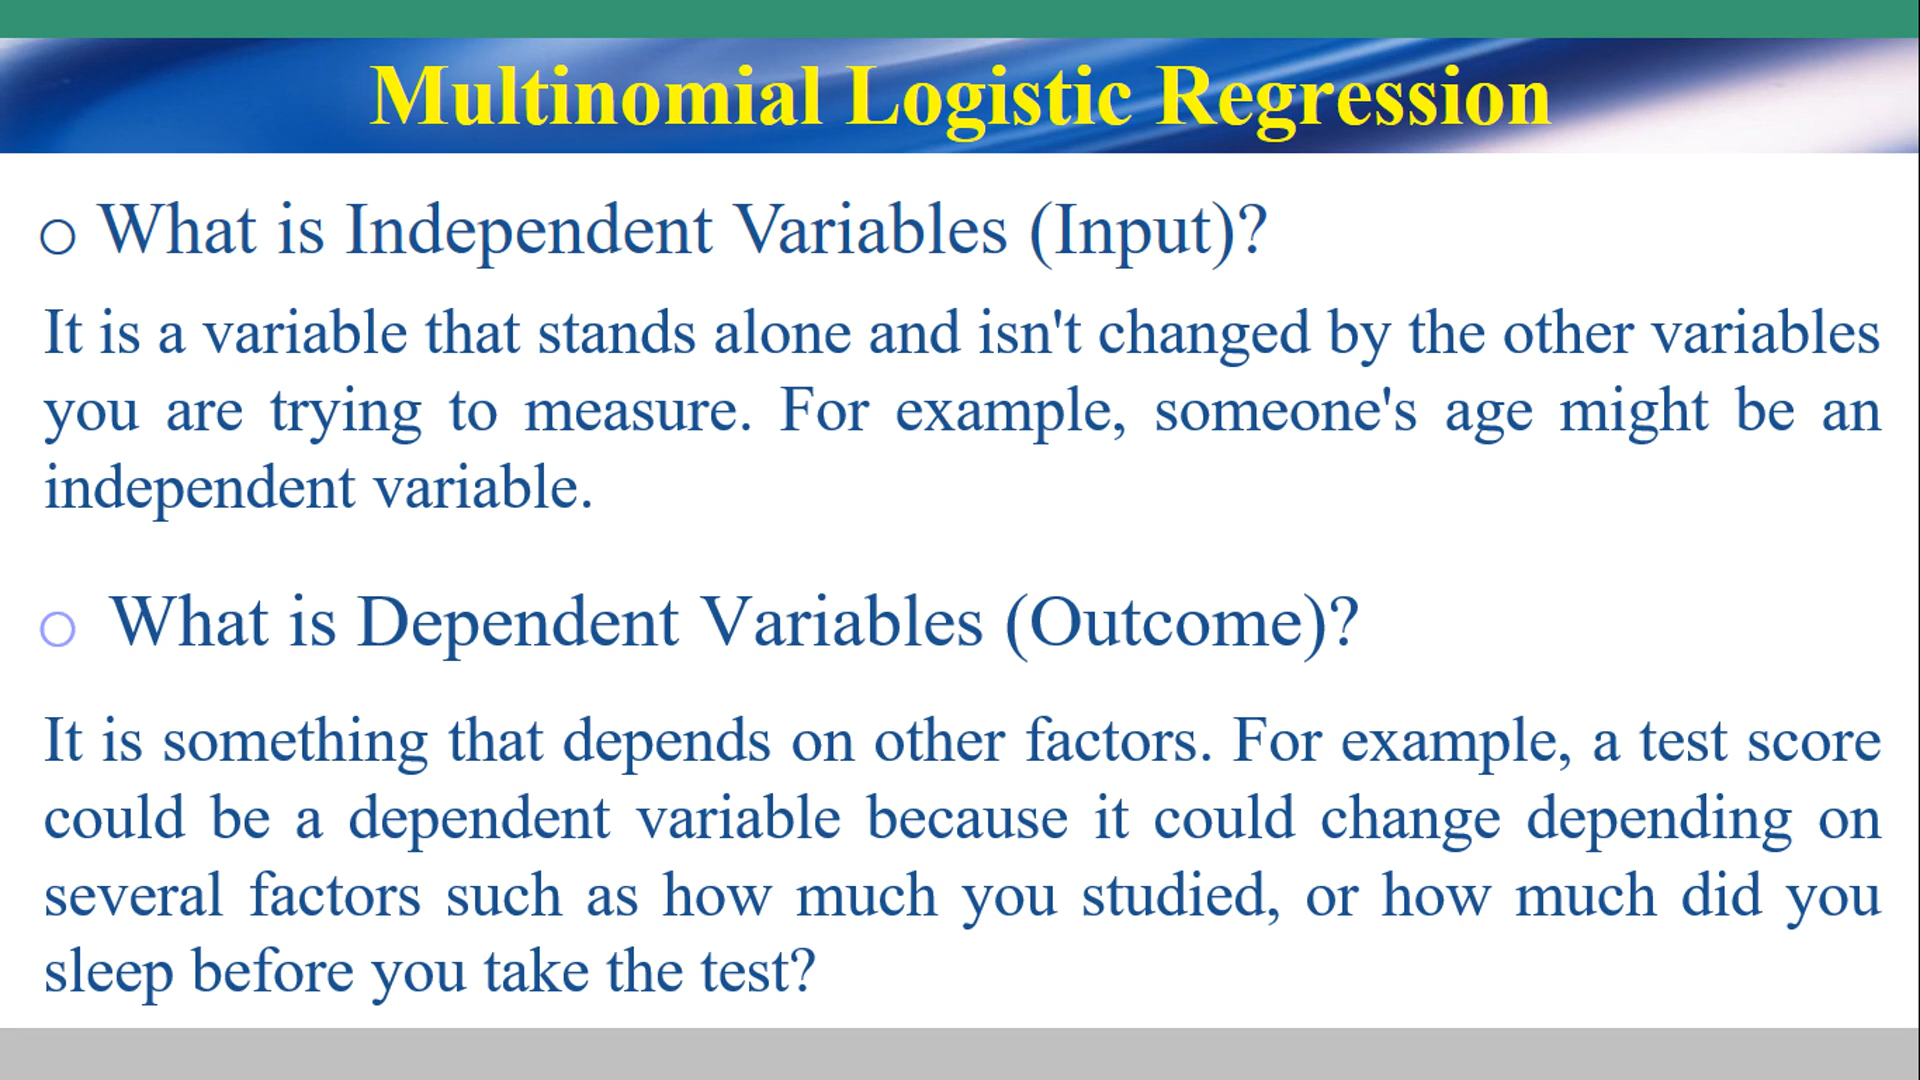 Multinomial Logistic Regression
o What is Independent Variables (Input)?
It is a variable that stands alone and isn't changed by the other variables
you are trying to measure. For example, someone's age might be an
independent variable.
o What is Dependent Variables (Outcome)?
It is something that depends on other factors. For example, a test score
could be a dependent variable because it could change depending on
several factors such as how much you studied, or how much did you
sleep before you take the test?